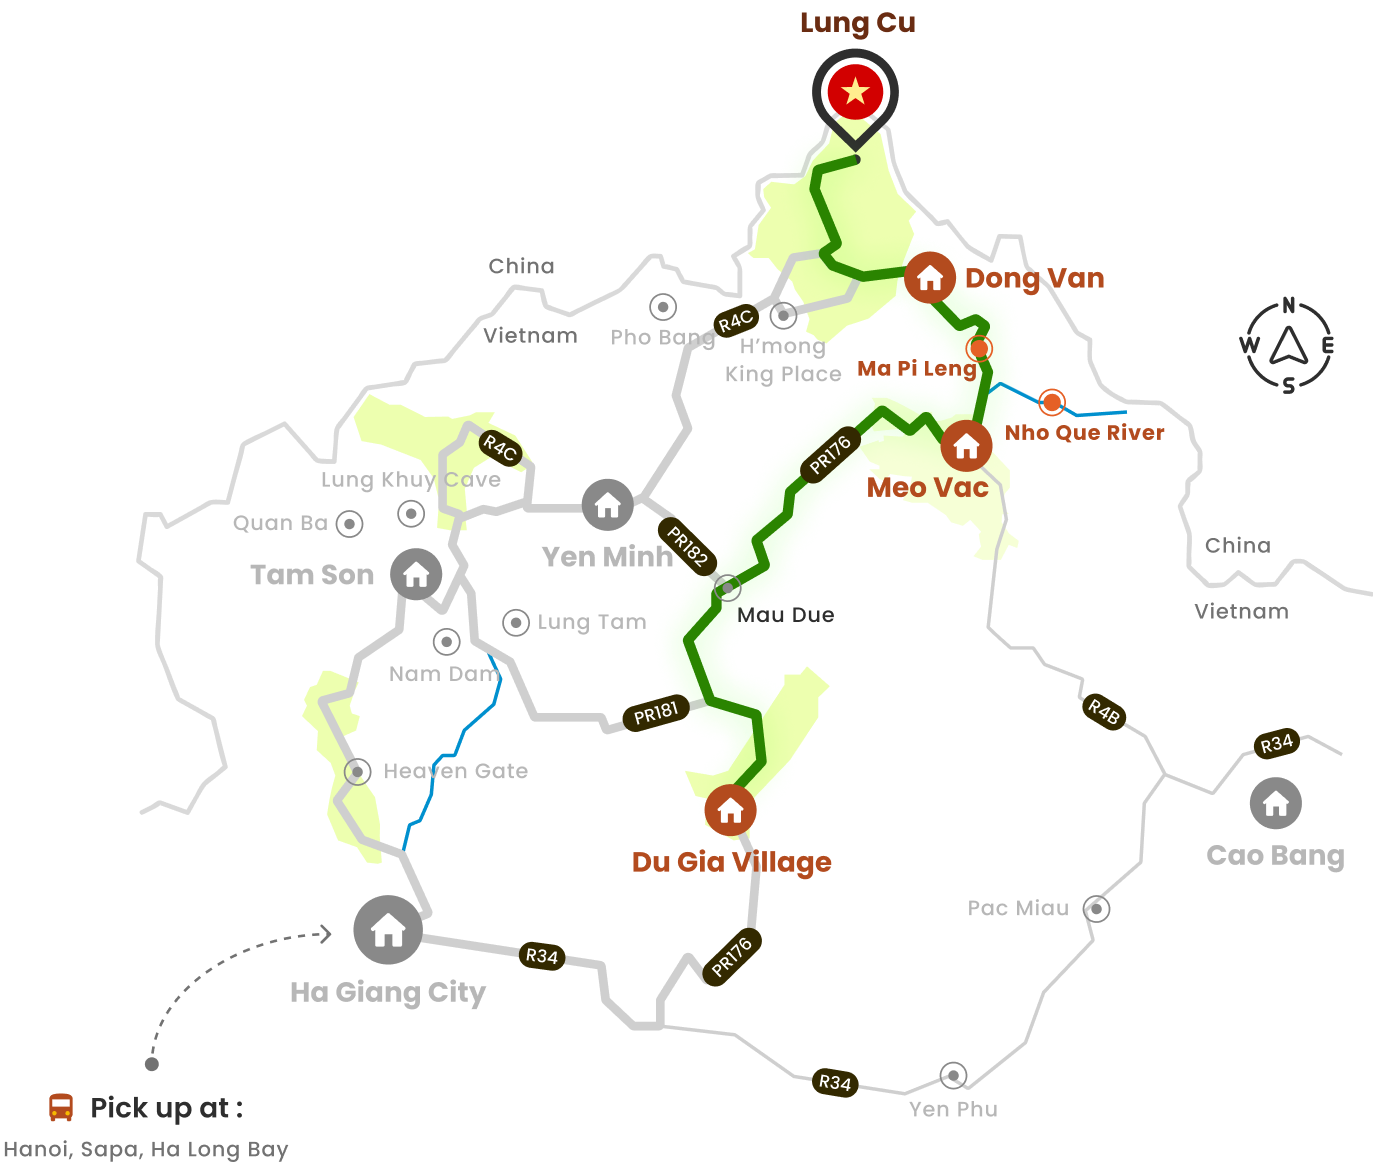 Lung Cu
China
Dong Van
N
Pho Bang
R4C
Vietnam
H'mong
King Place
W
E
Ma Pi Leng
S
Nho Que River
R4C
PR176
Lung Khuy Cave
Meo Vac
Quan Ba
Yen Minh
PR182
China
Tam Son
Vietnam
Mau Due
Lung Tam
Nam Dam
PR181
R4B
R34
Heaven Gate
Cao Bang
Du Gia Village
Pac Miau
R34
PR176
Ha Giang City
R34
Yen Phu
Pick up at :
Hanoi, Sapa, Ha Long Bay